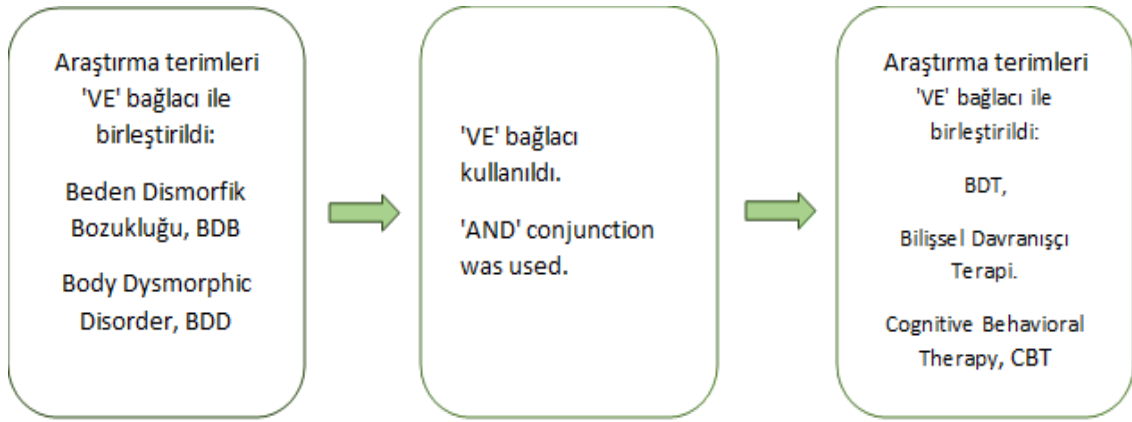 Araştırma terimleri
'VE' bağlacı ile
birleştirildi:
Beden Dismorfik
Bozukluğu, BDB
Body Dysmorphic
Disorder, BDD
'VE' bağlacı
kullanıldı.
'AND' conjunction
was used.
Araştırma terimleri
'VE' bağlacı ile
birleştirildi:
BDT,
Bilişsel Davranışçı
Terapi.
Cognitive Behavioral
Therapy, CBT